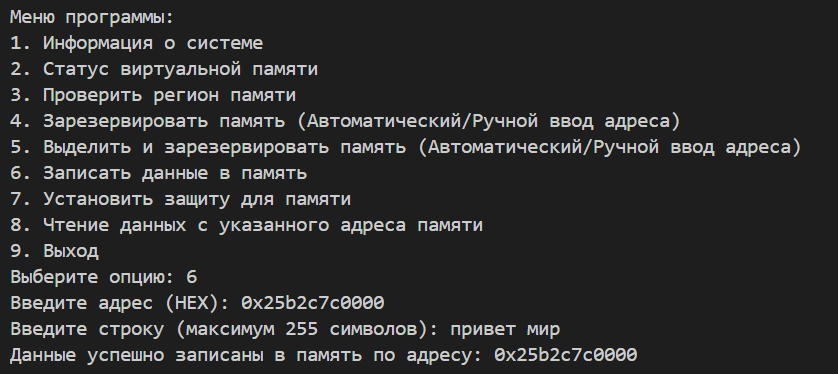 Меню программы:
1. Информация о системе
2. Статус виртуальной памяти
3. Проверить регион памяти
4. Зарезервировать память (Автоматический/Ручной ввод адреса)
5. Выделить и зарезервировать память (Автоматический/Ручной ввод адреса)
6. Записать данные в память
7. Установить защиту для памяти
8. Чтение данных с указанного адреса памяти
9. Выход
Выберите опцию: 6
Введите адрес (HEX): 0x25b2c7c0000
Введите строку (максимум 255 символов): привет мир
Данные успешно записаны в память по адресу: 0x25b2c7c0000